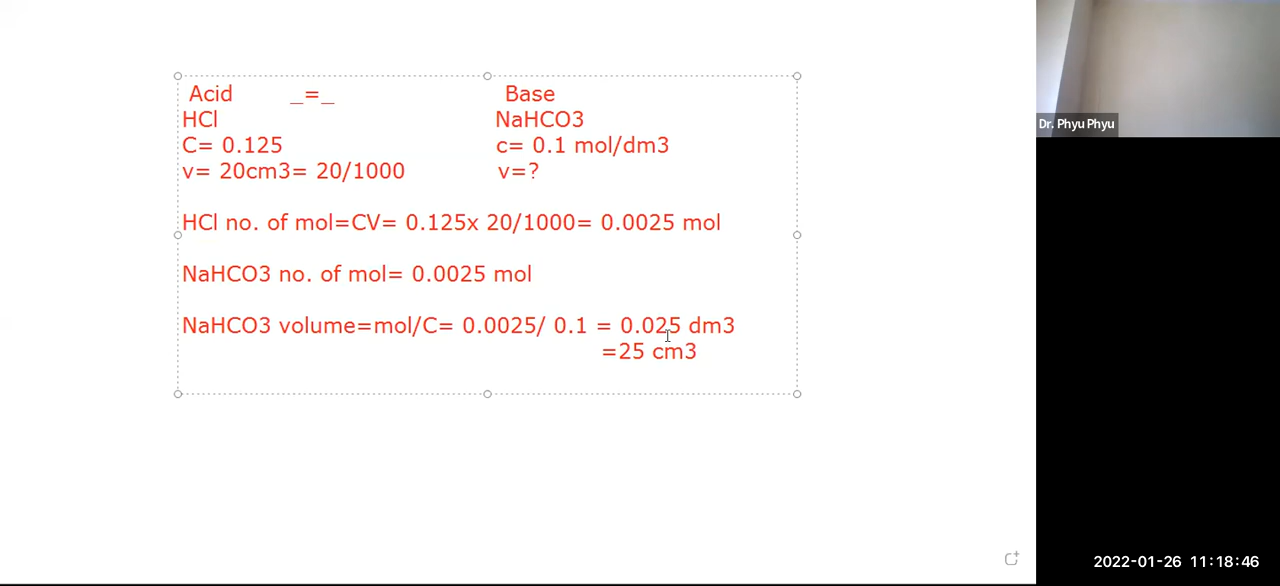 Acid _=_ Base
HCl NaHCO3
C= 0.125 c= 0.1 mol/dm3
v= 20cm3= 20/1000 v=?
HCl no. of mol=CV= 0.125x 20/1000= 0.0025 mol
NaHCO3 no. of mol= 0.0025 mol
NaHCO3 volume=mol/C= 0.0025/ 0.1 = 0.025 dm3
=25 cm3
Dr. Phyu Phyu
2022-01-26 11:18:46